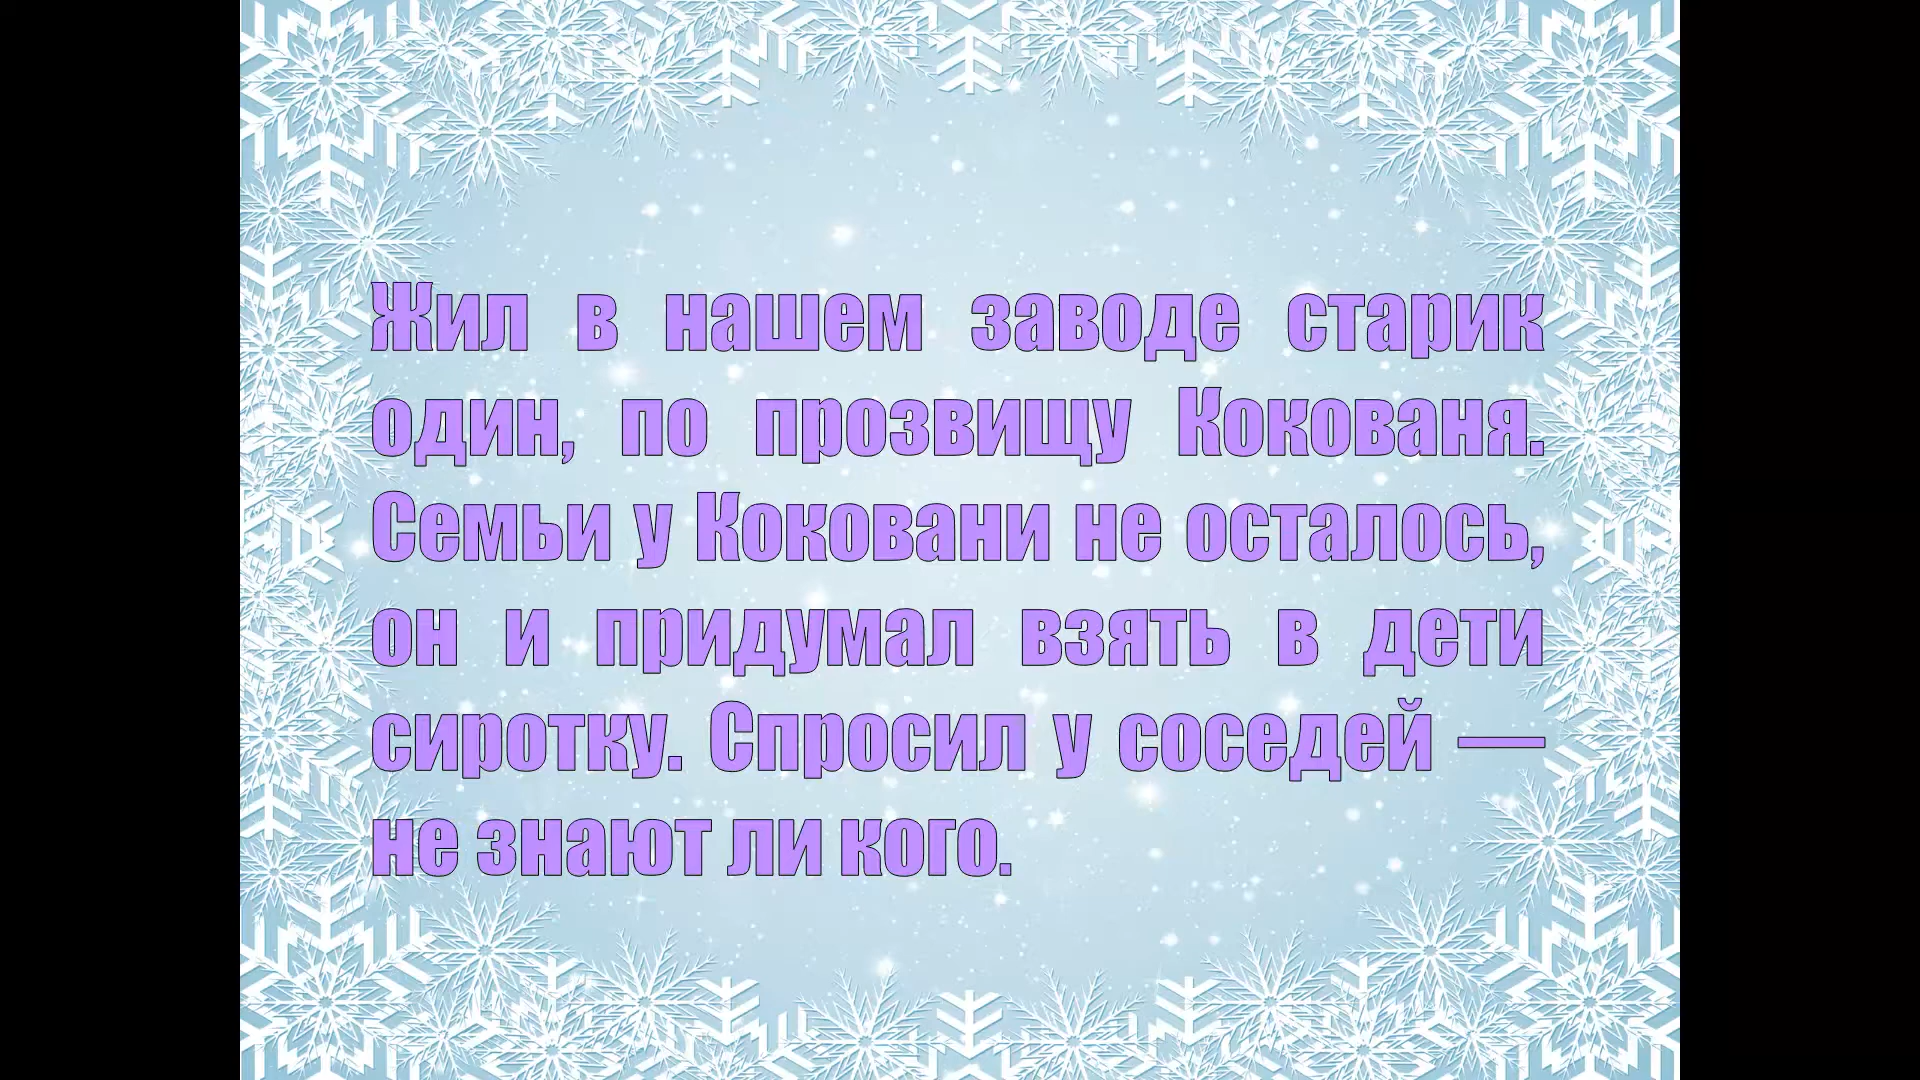 Жил в нашем заводе старик
один, по прозвищу Кокованя.
Семьи у Коковани не осталось,
он и придумал взять в дети
сиротку. Спросил у соседей —
не знают ли кого.